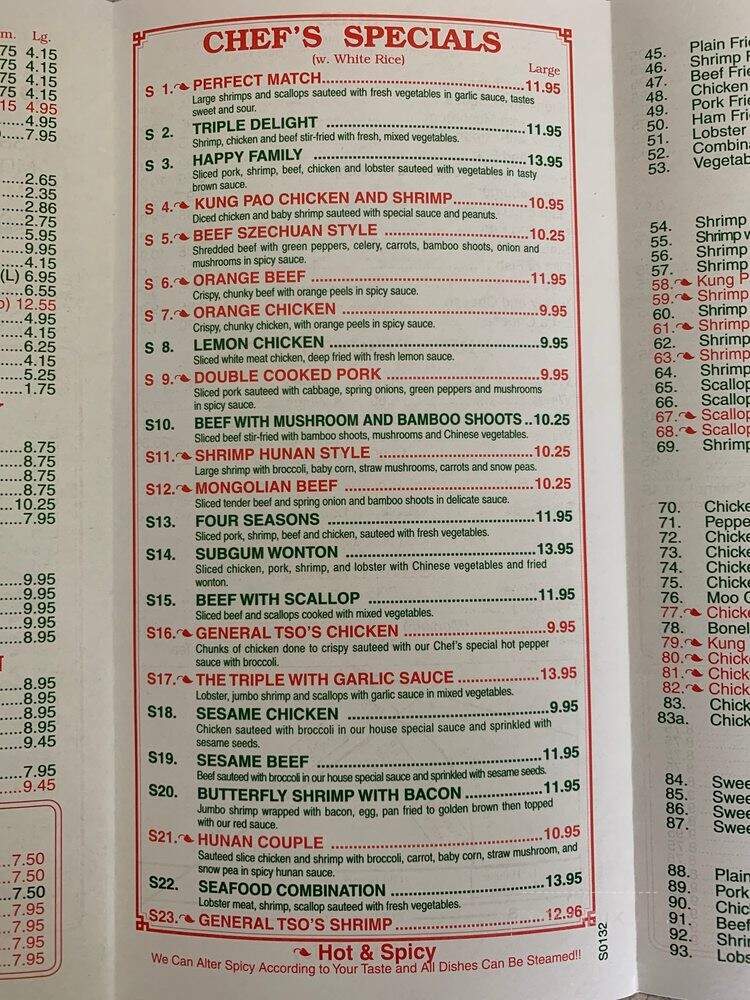 m. Lg.
75 4.15
75 4.15
75 4.15
75 4.15
15 4.95
....4.95
....7.95
.....2.65
.....2.35
.....2.86
.....2.75
.....5.95
.....9.95
.....4.15
(L) 6.95
.....6.55
) 12.55
.....4.95
.....4.15
.....6.25
.....4.15
.....5.25
.....1.75
....8.75
....8.75
....8.75
....8.75
....10.25
....7.95
....9.95
....9.95
....9.95
....9.95
....8.95
....8.95
....8.95
....8.95
....8.95
....9.45
....7.95
....9.45
...7.50
...7.50
...7.50
...7.95
...7.95
...7.95
...7.95
CHEF'S SPECIALS
(w. White Rice)
Large
S 1. PERFECT MATCH..........11.95
Large shrimps and scallops sauteed with fresh vegetables in garlic sauce, tastes
sweet and sour.
S 2. TRIPLE DELIGHT ..........11.95
Shrimp, chicken and beef stir-fried with fresh, mixed vegetables.
S 3. HAPPY FAMILY ..........13.95
Sliced pork, shrimp, beef, chicken and lobster sauteed with vegetables in tasty
brown sauce.
S 4. KUNG PAO CHICKEN AND SHRIMP..........10.95
Diced chicken and baby shrimp sauteed with special sauce and peanuts.
S 5. BEEF SZECHUAN STYLE ..........10.25
Shredded beef with green peppers, celery, carrots, bamboo shoots, onion and
mushrooms in spicy sauce.
S 6. ORANGE BEEF ..........11.95
Crispy, chunky beef with orange peels in spicy sauce.
S 7. ORANGE CHICKEN ..........9.95
Crispy, chunky chicken, with orange peels in spicy sauce.
S 8. LEMON CHICKEN ..........9.95
Sliced white meat chicken, deep fried with fresh lemon sauce.
S 9. DOUBLE COOKED PORK ..........9.95
Sliced pork sauteed with cabbage, spring onions, green peppers and mushrooms
in spicy sauce.
S10. BEEF WITH MUSHROOM AND BAMBOO SHOOTS ..10.25
Sliced beef stir-fried with bamboo shoots, mushrooms and Chinese vegetables.
S11. SHRIMP HUNAN STYLE ..........10.25
Large shrimp with broccoli, baby corn, straw mushrooms, carrots and snow peas.
S12. MONGOLIAN BEEF ..........10.25
Sliced tender beef and spring onion and bamboo shoots in delicate sauce.
S13. FOUR SEASONS ..........11.95
Sliced pork, shrimp, beef and chicken, sauteed with fresh vegetables.
S14. SUBGUM WONTON ..........13.95
Sliced chicken, pork, shrimp, and lobster with Chinese vegetables and fried
wonton.
S15. BEEF WITH SCALLOP ..........11.95
Sliced beef and scallops cooked with mixed vegetables.
S16. GENERAL TSO'S CHICKEN ..........9.95
Chunks of chicken done to crispy sauteed with our Chef's special hot pepper
sauce with broccoli.
S17. THE TRIPLE WITH GARLIC SAUCE ..........13.95
Lobster, jumbo shrimp and scallops with garlic sauce in mixed vegetables.
S18. SESAME CHICKEN ..........9.95
Chicken sauteed with broccoli in our house special sauce and sprinkled with
sesame seeds.
S19. SESAME BEEF ..........11.95
Beef sauteed with broccoli in our house special sauce and sprinkled with sesame seeds.
S20. BUTTERFLY SHRIMP WITH BACON ..........11.95
Jumbo shrimp wrapped with bacon, egg, pan fried to golden brown then topped
with our red sauce.
S21. HUNAN COUPLE ..........10.95
Sauteed slice chicken and shrimp with broccoli, carrot, baby corn, straw mushroom, and
snow pea in spicy hunan sauce.
S22. SEAFOOD COMBINATION ..........13.95
Lobster meat, shrimp, scallop sauteed with fresh vegetables.
S23. GENERAL TSO'S SHRIMP ..........12.96
Hot & Spicy
We Can Alter Spicy According to Your Taste and All Dishes Can Be Steamed!!
S0132
45. Plain Fri
46. Shrimp F
47. Beef Frie
48. Chicken
49. Pork Frie
50. Ham Frie
51. Lobster
52. Combina
53. Vegetab
54. Shrimp
55. Shrimp w
56. Shrimp
57. Shrimp
58. Kung P
59. Shrimp
60. Shrimp
61. Shrimp
62. Shrimp
63. Shrimp
64. Shrimp
65. Scallop
66. Scallop
67. Scallop
68. Scallop
69. Shrimp
70. Chicke
71. Peppe
72. Chicke
73. Chicke
74. Chicke
75. Chicke
76. Moo G
77. Chicke
78. Bonel
79. Kung
80. Chicke
81. Chick
82. Chick
83. Chick
83a. Chick
84. Swee
85. Swee
86. Swee
87. Swee
88. Plain
89. Pork
90. Chic
91. Beef
92. Shri
93. Lobs